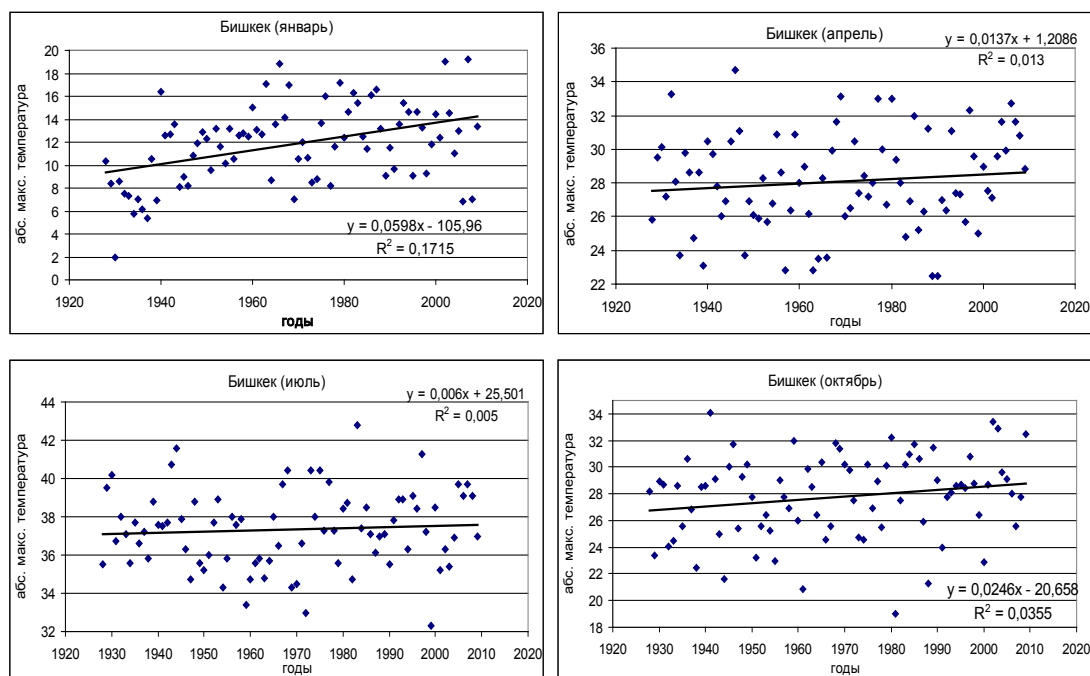 Бишкек (январь)
абс. макс. температура
20
18
16
14
12
10
8
6
4
2
0
y = 0,0598x - 105,96
R² = 0,1715
1920 1940 1960 1980 2000 2020
годы
Бишкек (апрель)
y = 0,0137x + 1,2086
R² = 0,013
абс. макс. температура
36
34
32
30
28
26
24
22
1920 1940 1960 1980 2000 2020
годы
Бишкек (июль)
y = 0,006x + 25,501
R² = 0,005
абс. макс. температура
44
42
40
38
36
34
32
1920 1930 1940 1950 1960 1970 1980 1990 2000 2010 2020
годы
Бишкек (октябрь)
абс. макс. температура
34
32
30
28
26
24
22
20
18
y = 0,0246x - 20,658
R² = 0,0355
1920 1930 1940 1950 1960 1970 1980 1990 2000 2010 2020
годы